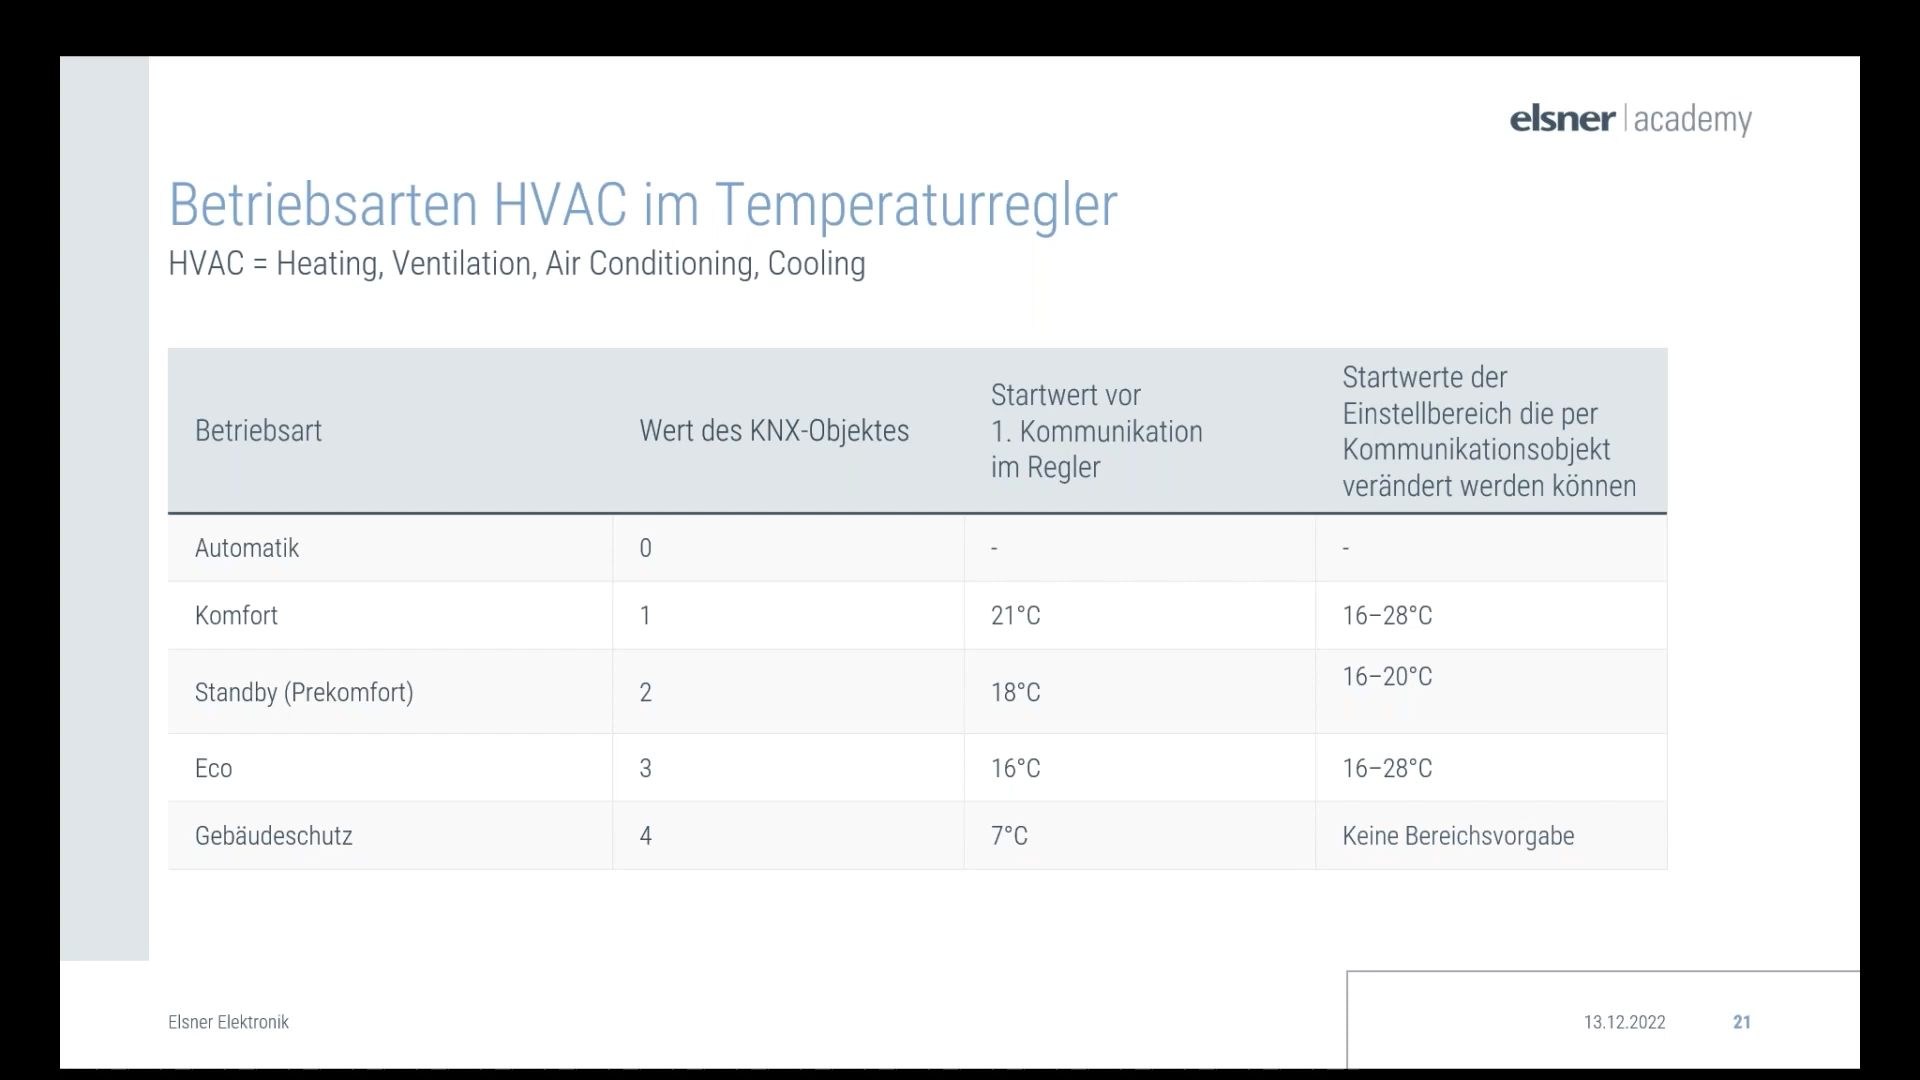 elsner academy
Betriebsarten HVAC im Temperaturregler
HVAC = Heating, Ventilation, Air Conditioning, Cooling
Betriebsart
Wert des KNX-Objektes
Startwert vor
1. Kommunikation
im Regler
Startwerte der
Einstellbereich die per
Kommunikationsobjekt
verändert werden können
Automatik 0 - -
Komfort 1 21°C 16–28°C
Standby (Prekomfort) 2 18°C 16–20°C
Eco 3 16°C 16–28°C
Gebäudeschutz 4 7°C Keine Bereichsvorgabe
Elsner Elektronik 13.12.2022 21